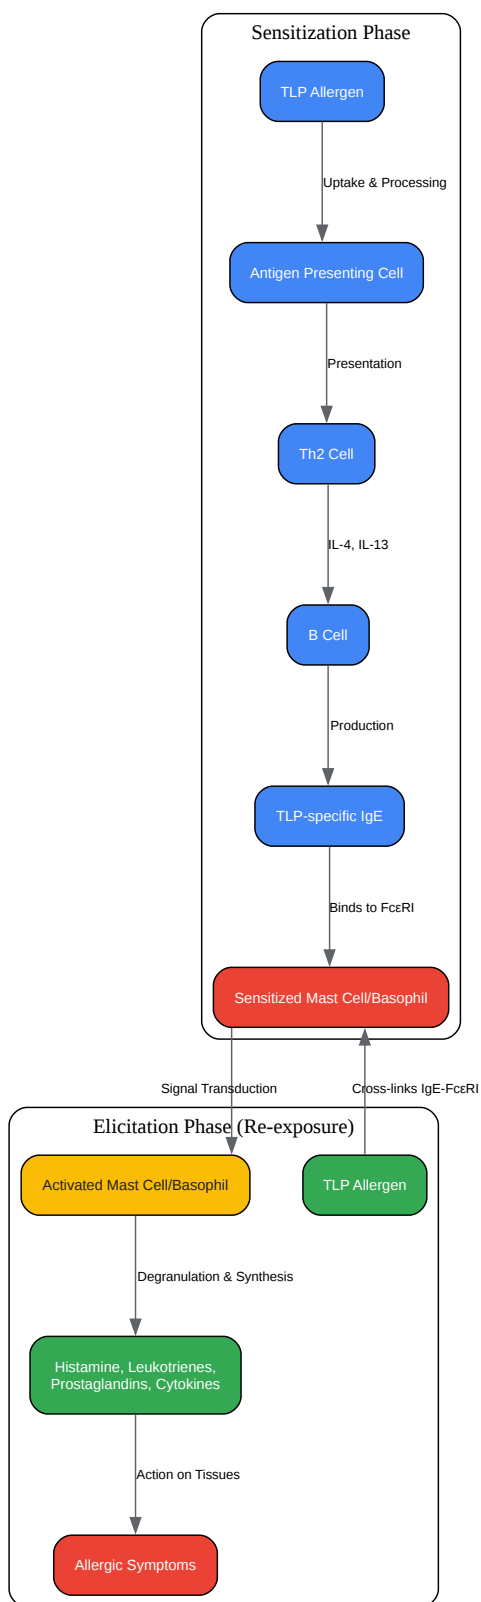 Sensitization Phase
TLP Allergen
Uptake & Processing
Antigen Presenting Cell
Presentation
Th2 Cell
IL-4, IL-13
B Cell
Production
TLP-specific IgE
Binds to FcεRI
Sensitized Mast Cell/Basophil
Signal Transduction
Cross-links IgE-FcεRI
Elicitation Phase (Re-exposure)
Activated Mast Cell/Basophil
TLP Allergen
Degranulation & Synthesis
Histamine, Leukotrienes,
Prostaglandins, Cytokines
Action on Tissues
Allergic Symptoms